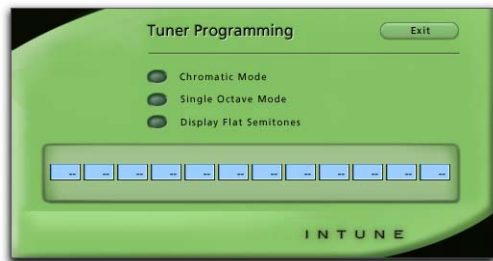 Tuner Programming
Exit
Chromatic Mode
Single Octave Mode
Display Flat Semitones
-- -- -- -- -- -- -- -- -- -- -- --
INTUNE